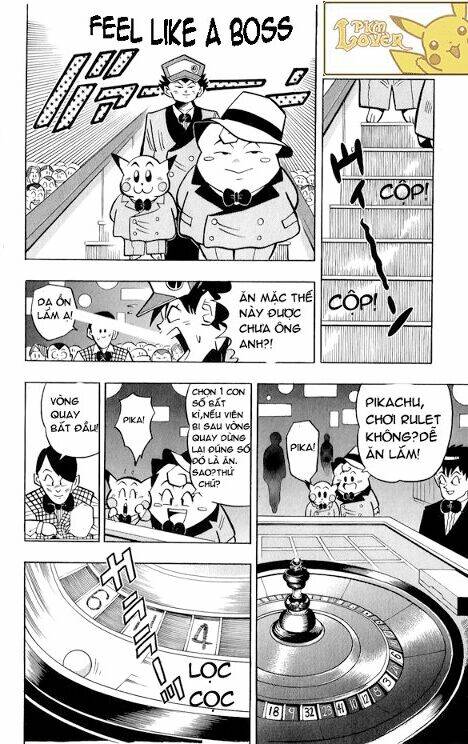 FEEL LIKE A BOSS
PKM
LOVER
CỘP!
CỘP!
ĂN MẶC THẾ
NÀY ĐƯỢC
CHƯA ÔNG
ANH?!
DẠ ỔN
LẮM Ạ!
PIKACHU,
CHƠI RULET
KHÔNG?DỄ
ĂN LẮM!
PIKA!
CHỌN 1 CON
SỐ BẤT
KÌ,NẾU VIÊN
BI SAU VÒNG
QUAY DỪNG
LẠI ĐÚNG SỐ
ĐÓ LÀ ĂN.
SAO?THỬ
CHỨ?
PIKA!
VÒNG
QUAY
BẮT ĐẦU!
LỌC
CỌC
4
18 9 32 23 44